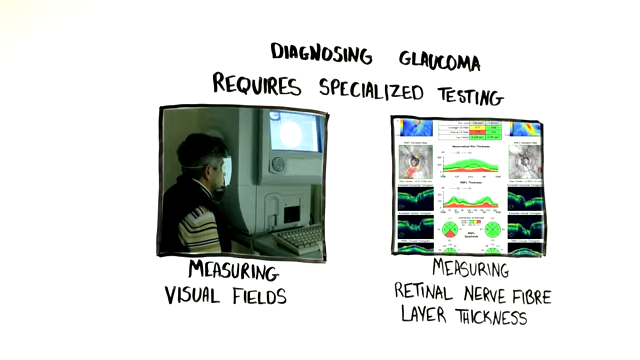 DIAGNOSING GLAUCOMA
REQUIRES SPECIALIZED TESTING
MEASURING
VISUAL FIELDS
MEASURING
RETINAL NERVE FIBRE
LAYER THICKNESS